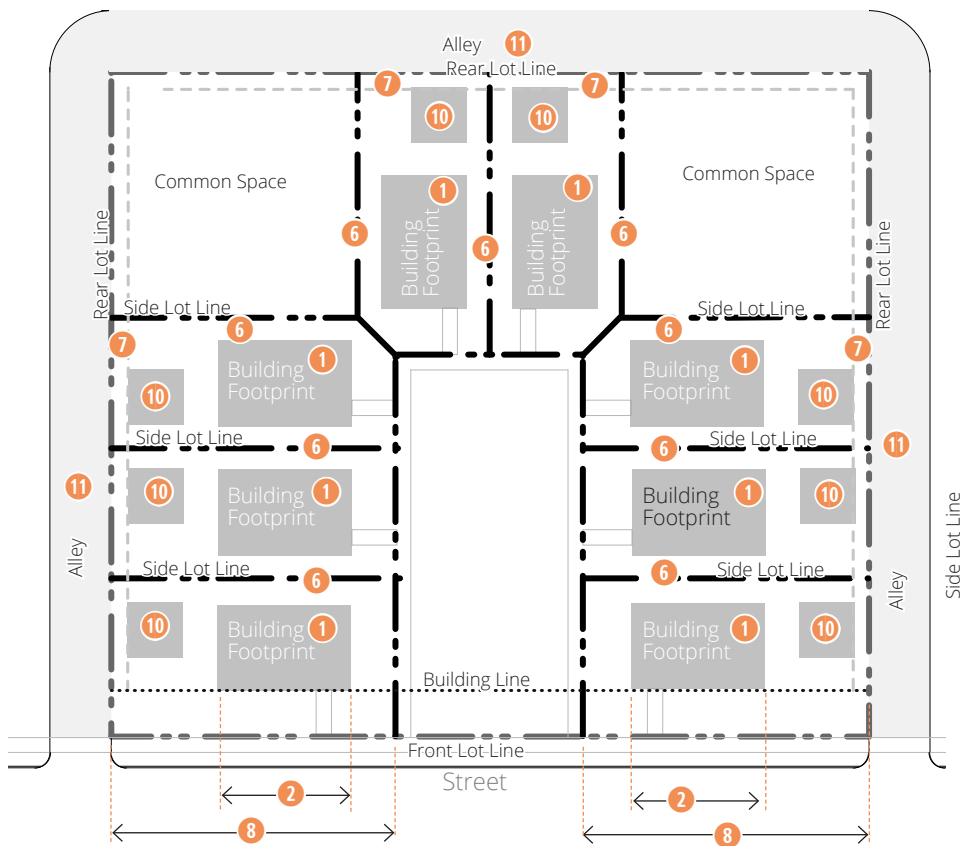 Alley 11
Rear Lot Line
7 7
10 10
Common Space
Common Space
1 1
Building
Footprint
Building
Footprint
6 6 6
Rear Lot Line
Rear Lot Line
Side Lot Line
Side Lot Line
6 6
7 7
Building
Footprint
1
Building
Footprint
1
10 10
Side Lot Line
6
6
Side Lot Line
11
11
10
Building
Footprint
1
Building
Footprint
1
10
Alley
Side Lot Line
Side Lot Line
6
6
Side Lot Line
Alley
10
Building
Footprint
1
Building
Footprint
1
10
Building Line
Front Lot Line
Street
2 2
8 8